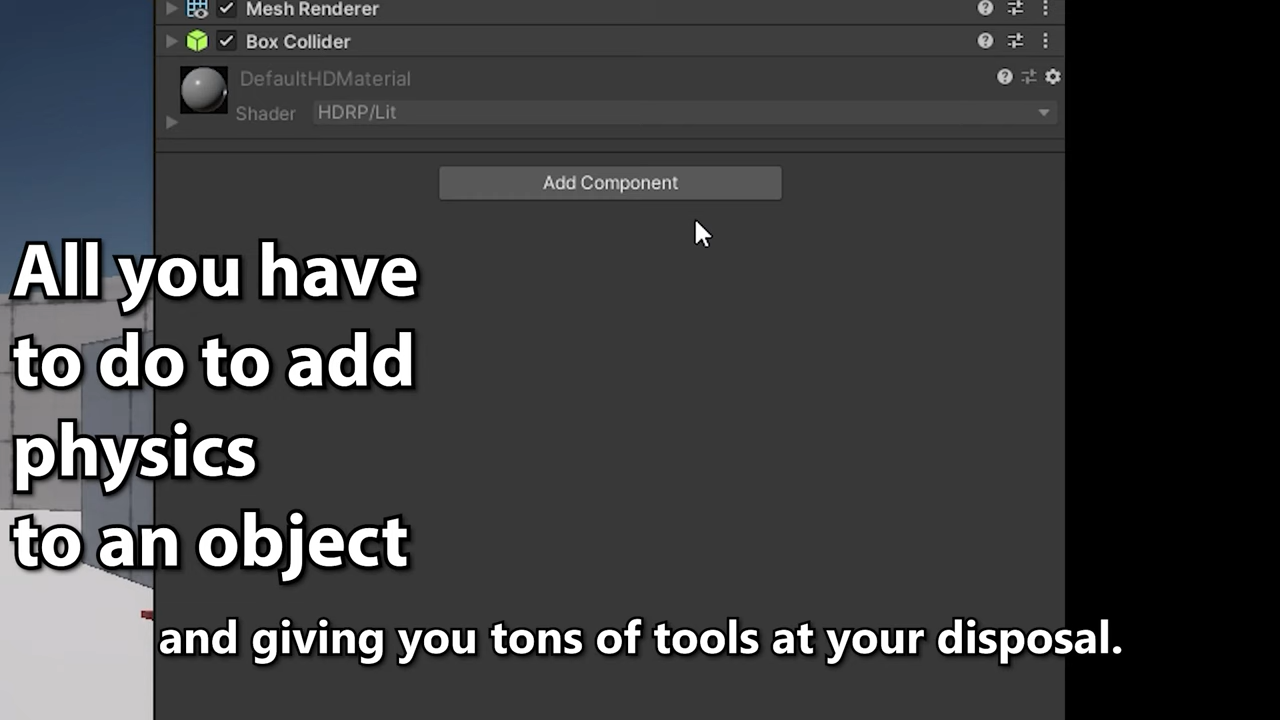 Mesh Renderer
Box Collider
DefaultHDMaterial
Shader HDRP/Lit
Add Component
All you have
to do to add
physics
to an object
and giving you tons of tools at your disposal.